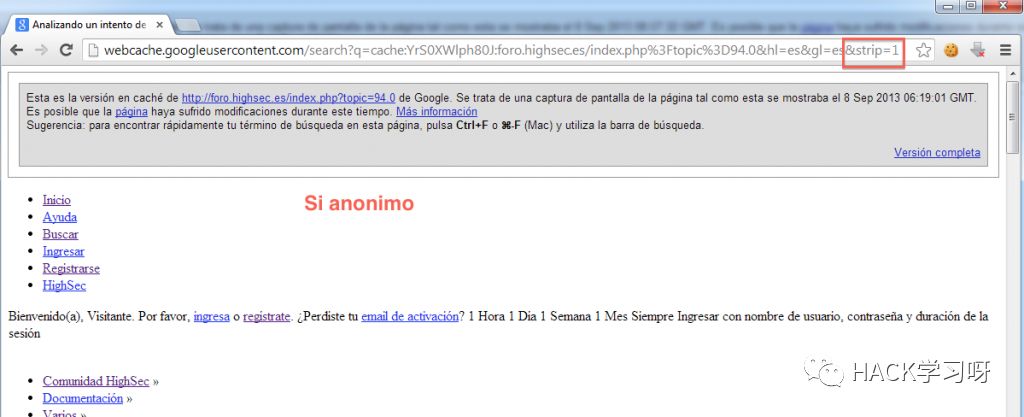 Analizando un intento de
webcache.googleusercontent.com/search?q=cache:YrS0XWlph80J:foro.highsec.es/index.php%3Ftopic%3D94.0&hl=es&gl=es&strip=1
Esta es la versión en caché de http://foro.highsec.es/index.php?topic=94.0 de Google. Se trata de una captura de pantalla de la página tal como esta se mostraba el 8 Sep 2013 06:19:01 GMT.
Es posible que la página haya sufrido modificaciones durante este tiempo. Más información
Sugerencia: para encontrar rápidamente tu término de búsqueda en esta página, pulsa Ctrl+F o ⌘-F (Mac) y utiliza la barra de búsqueda.
Versión completa
Si anonimo
Inicio
Ayuda
Buscar
Ingresar
Registrarse
HighSec
Bienvenido(a), Visitante. Por favor, ingresa o regístrate. ¿Perdiste tu email de activación? 1 Hora 1 Dia 1 Semana 1 Mes Siempre Ingresar con nombre de usuario, contraseña y duración de la
sesión
Comunidad HighSec »
Documentación »
Varios »
HACK学习呀